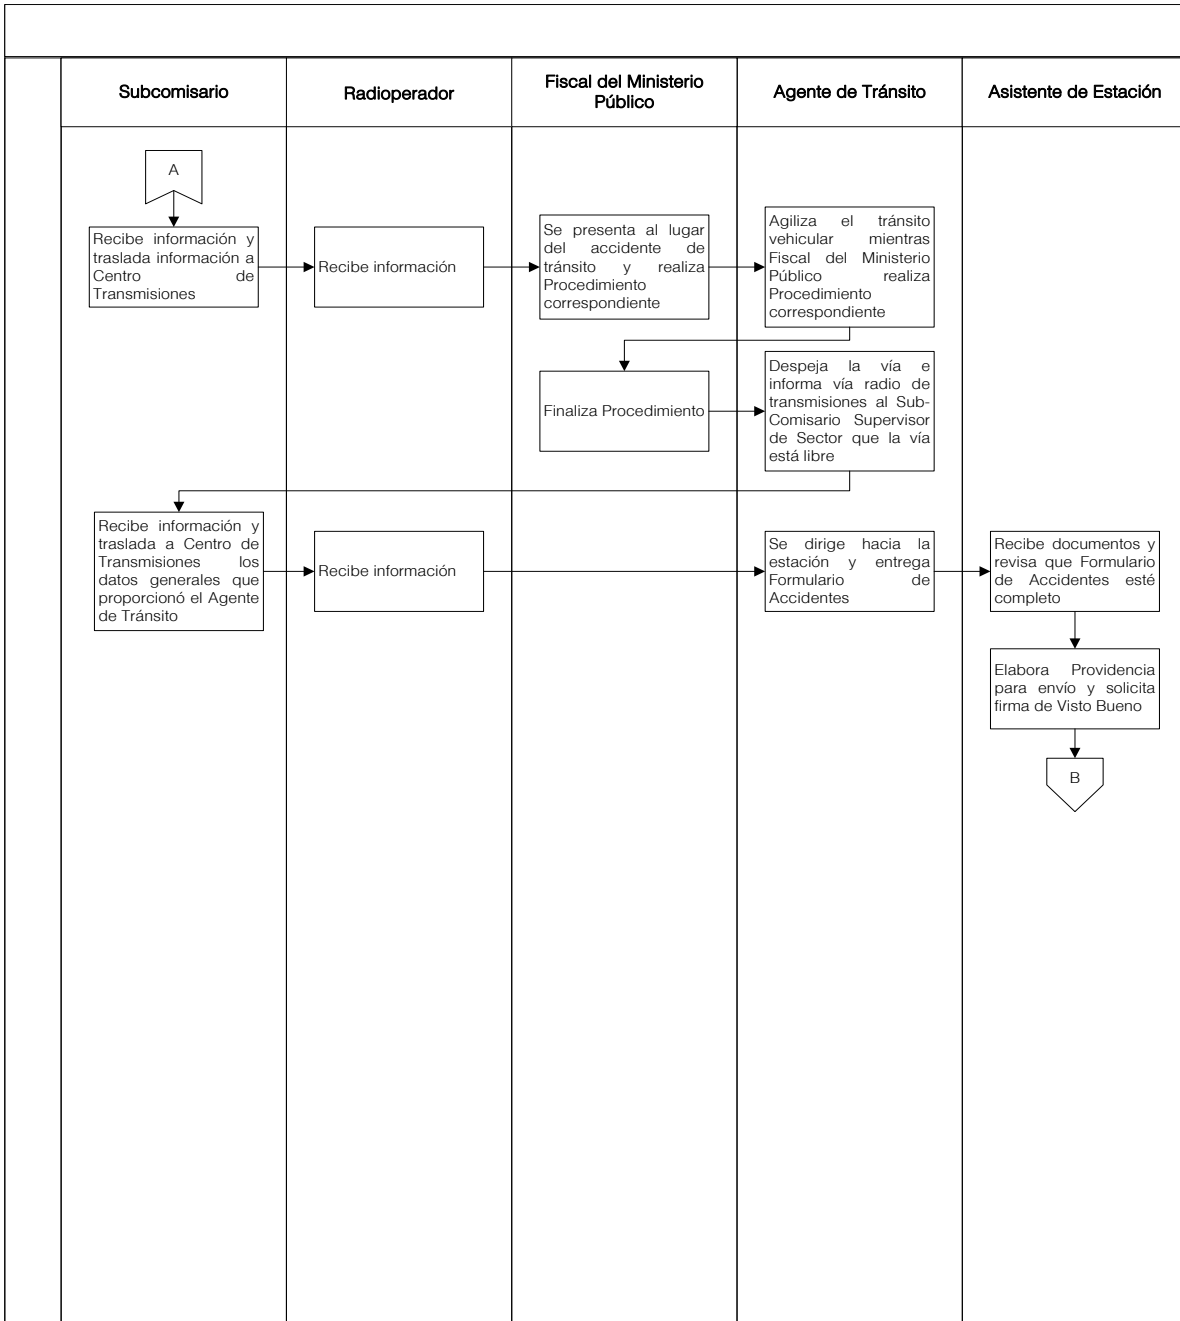 Subcomisario
Radioperador
Fiscal del Ministerio
Público
Agente de Tránsito
Asistente de Estación
A
Recibe información y
traslada información a
Centro de
Transmisiones
Recibe información
Se presenta al lugar
del accidente de
tránsito y realiza
Procedimiento
correspondiente
Agiliza el tránsito
vehicular mientras
Fiscal del Ministerio
Público realiza
Procedimiento
correspondiente
Finaliza Procedimiento
Despeja la vía e
informa vía radio de
transmisiones al Sub-
Comisario Supervisor
de Sector que la vía
está libre
Recibe información y
traslada a Centro de
Transmisiones los
datos generales que
proporcionó el Agente
de Tránsito
Recibe información
Se dirige hacia la
estación y entrega
Formulario de
Accidentes
Recibe documentos y
revisa que Formulario
de Accidentes esté
completo
Elabora Providencia
para envío y solicita
firma de Visto Bueno
B